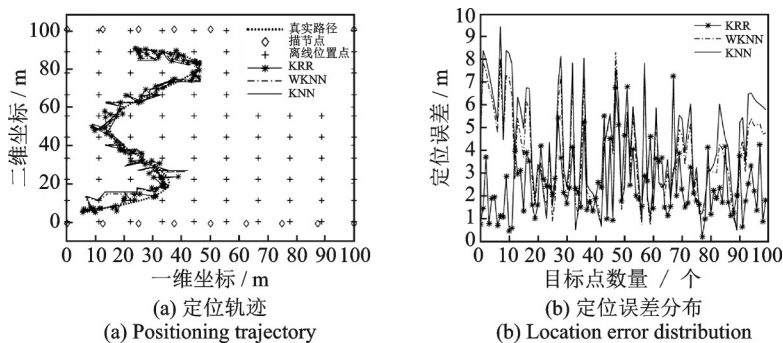 真实路径
描节点
离线位置点
KRR
WKNN
KNN
100
80
60
40
20
0
二维坐标 / m
0 10 20 30 40 50 60 70 80 90 100
一维坐标 / m
(a) 定位轨迹
(a) Positioning trajectory
KRR
WKNN
KNN
10
9
8
7
6
5
4
3
2
1
0
定位误差 / m
0 10 20 30 40 50 60 70 80 90 100
目标点数量 / 个
(b) 定位误差分布
(b) Location error distribution